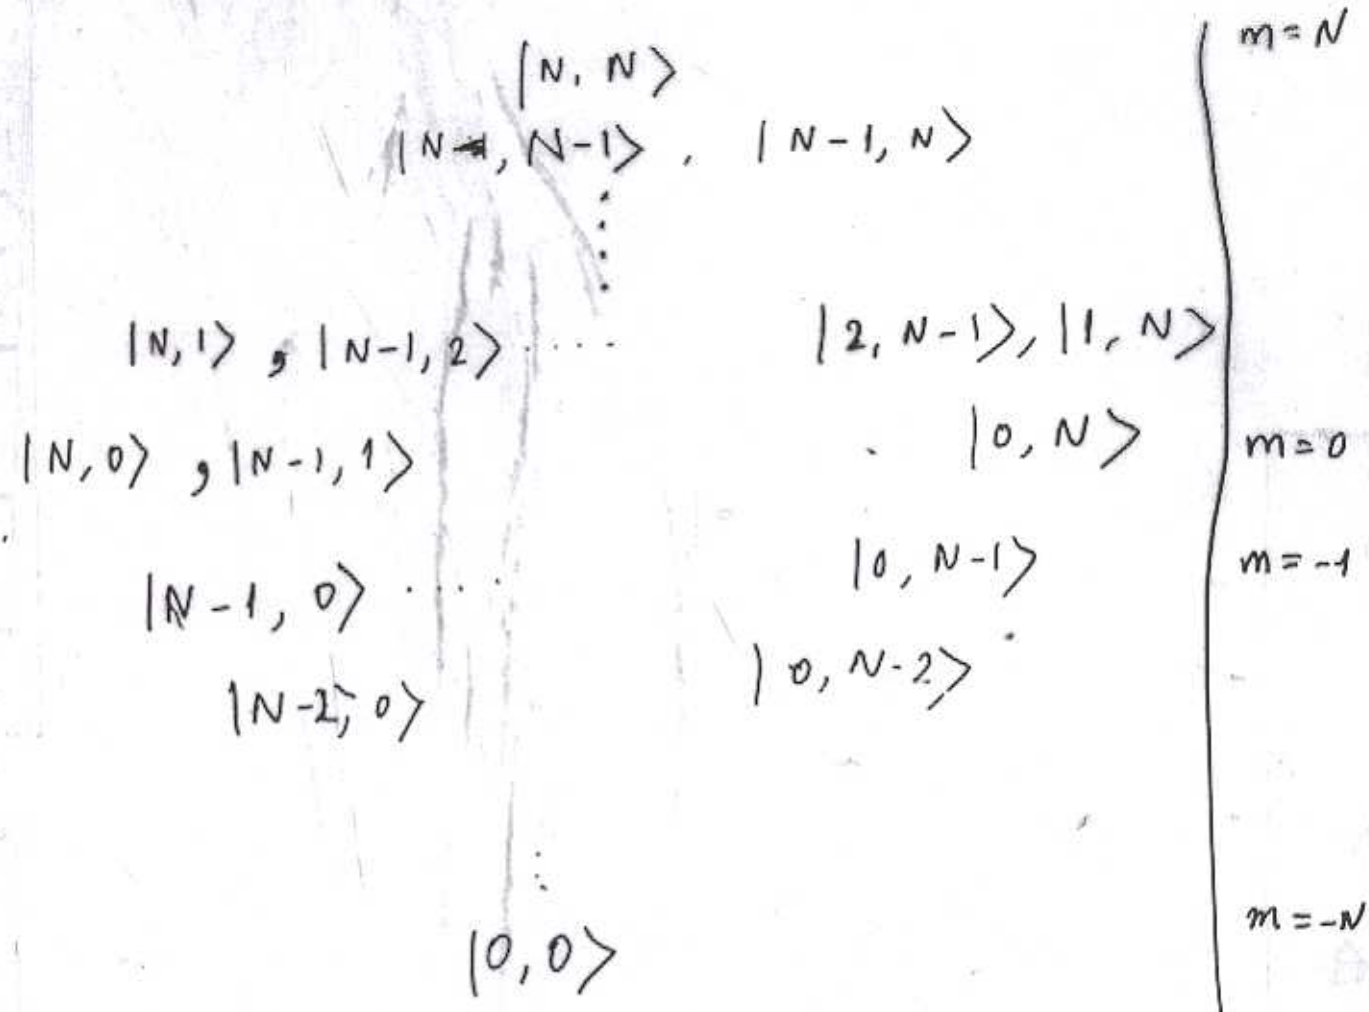 |N, N⟩ m=N
|N, N-1⟩ , |N-1, N⟩
|N,1⟩ , |N-1, 2⟩ ..... |2, N-1⟩, |1, N⟩
|N,0⟩ , |N-1, 1⟩ . |0, N⟩ m=0
|N-1, 0⟩ .... |0, N-1⟩ m=-1
|N-2, 0⟩ |0, N-2⟩
|0,0⟩ m=-N